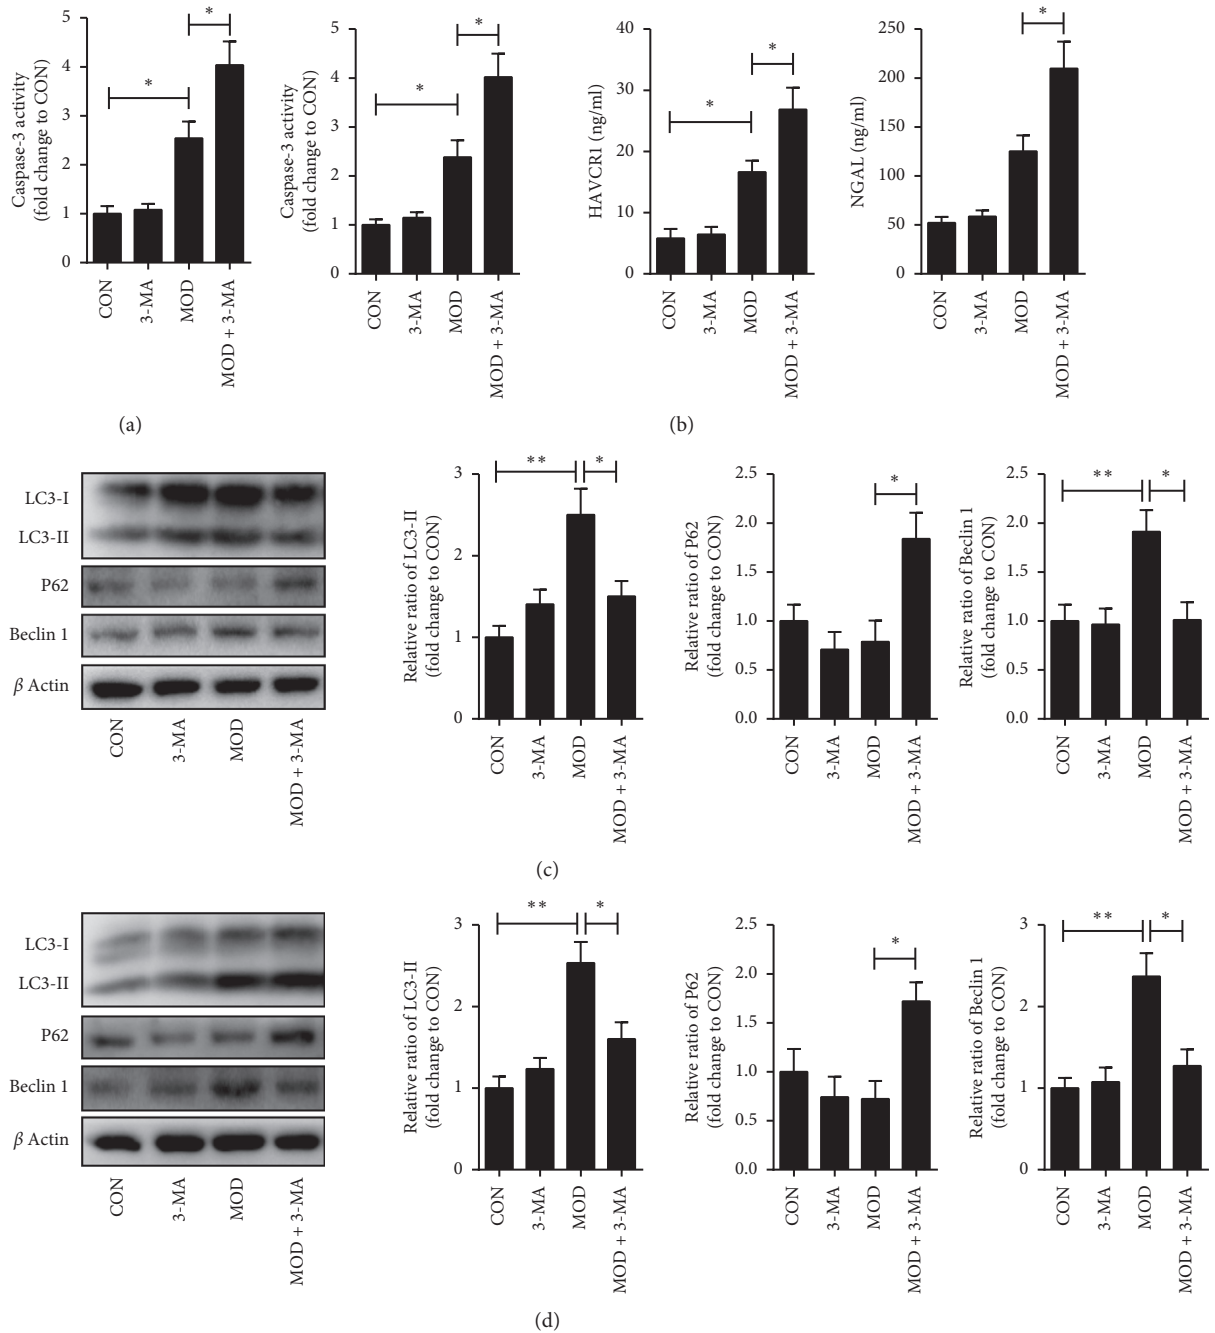 Caspase-3 activity
(fold change to CON)
5
4
3
2
1
0
*
*
CON
3-MA
MOD
MOD + 3-MA
Caspase-3 activity
(fold change to CON)
5
4
3
2
1
0
*
*
CON
3-MA
MOD
MOD + 3-MA
(a)
HAVCR1 (ng/ml)
40
30
20
10
0
*
*
CON
3-MA
MOD
MOD + 3-MA
NGAL (ng/ml)
250
200
150
100
50
0
*
CON
3-MA
MOD
MOD + 3-MA
(b)
LC3-I
LC3-II
P62
Beclin 1
β Actin
CON
3-MA
MOD
MOD + 3-MA
Relative ratio of LC3-II
(fold change to CON)
3
2
1
0
**
*
CON
3-MA
MOD
MOD + 3-MA
Relative ratio of P62
(fold change to CON)
2.5
2.0
1.5
1.0
0.5
0.0
*
CON
3-MA
MOD
MOD + 3-MA
Relative ratio of Beclin 1
(fold change to CON)
2.5
2.0
1.5
1.0
0.5
0.0
**
*
CON
3-MA
MOD
MOD + 3-MA
(c)
LC3-I
LC3-II
P62
Beclin 1
β Actin
CON
3-MA
MOD
MOD + 3-MA
Relative ratio of LC3-II
(fold change to CON)
3
2
1
0
**
*
CON
3-MA
MOD
MOD + 3-MA
Relative ratio of P62
(fold change to CON)
2.5
2.0
1.5
1.0
0.5
0.0
*
CON
3-MA
MOD
MOD + 3-MA
Relative ratio of Beclin 1
(fold change to CON)
3
2
1
0
**
*
CON
3-MA
MOD
MOD + 3-MA
(d)